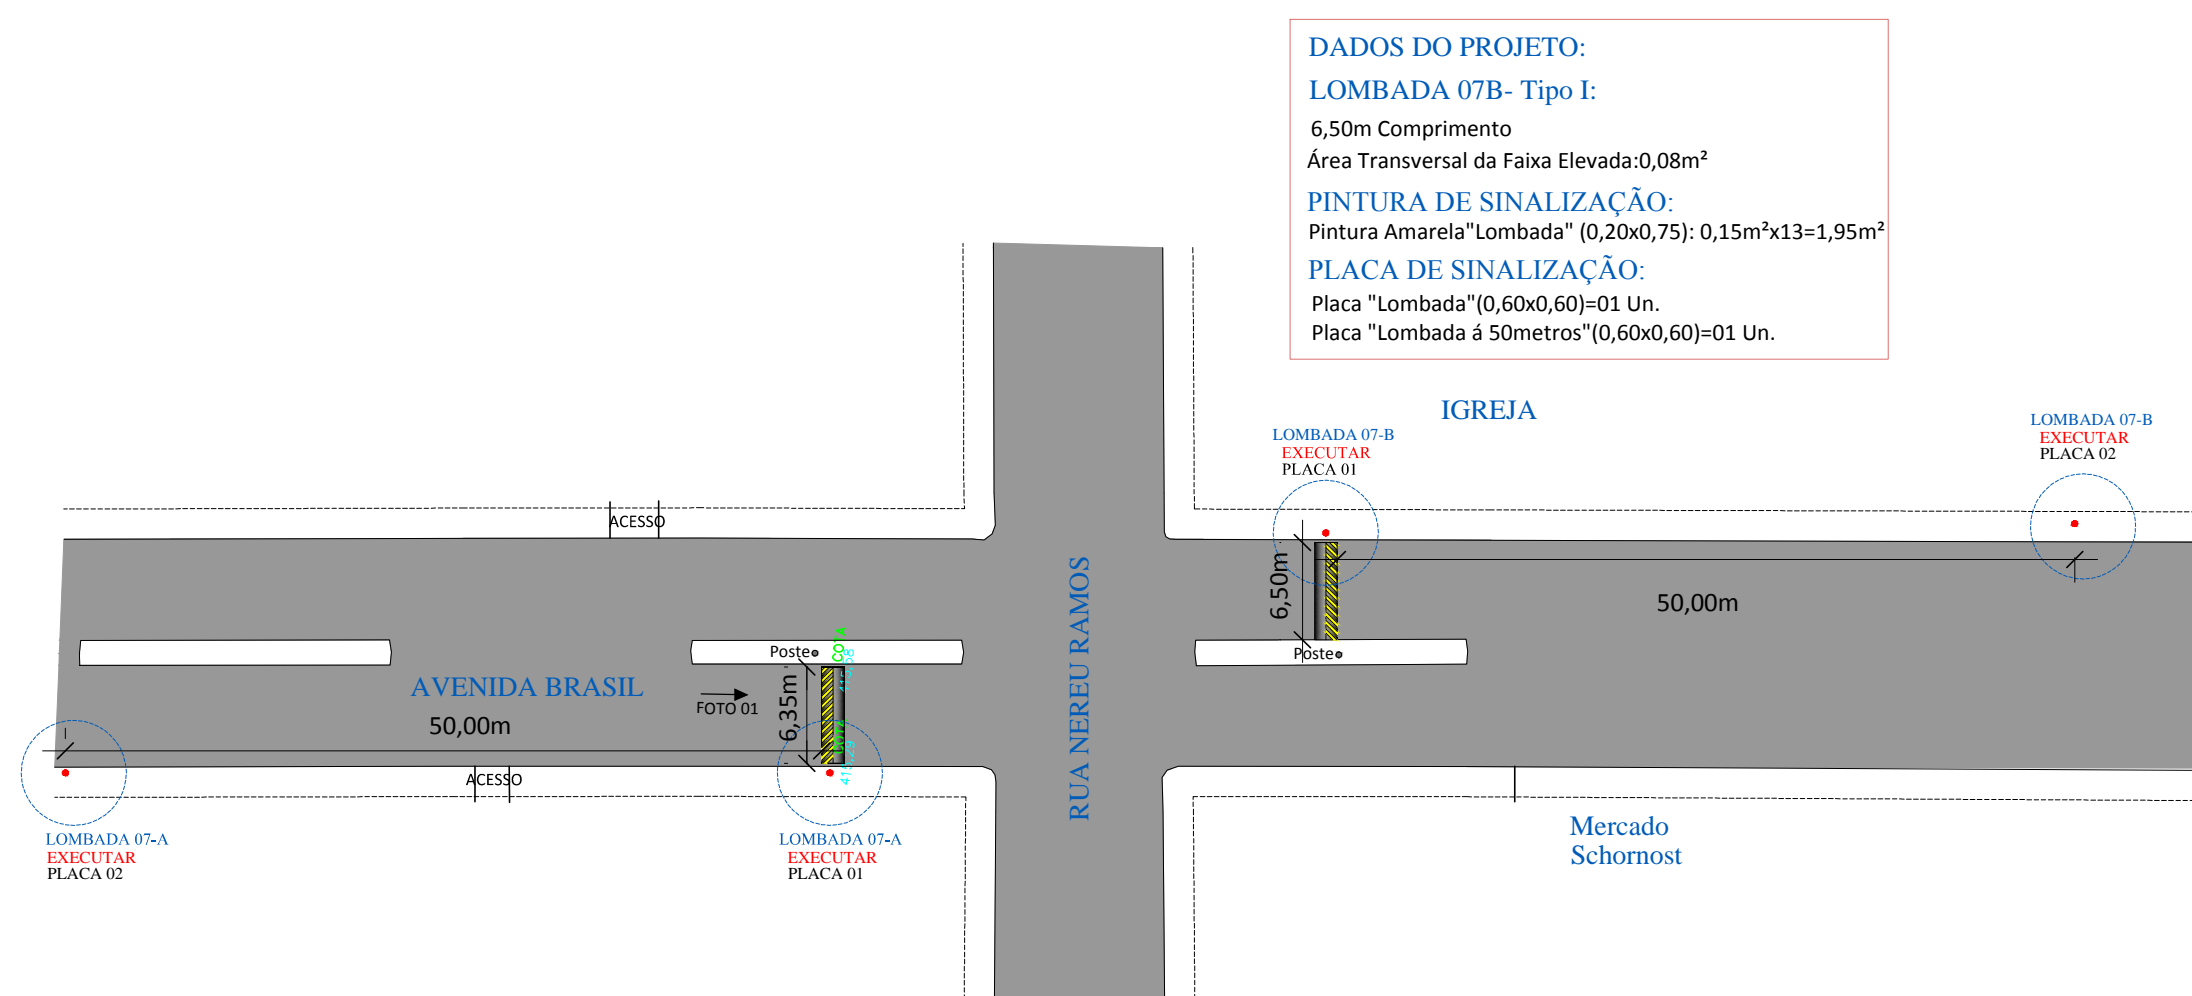 DADOS DO PROJETO:
LOMBADA 07B- Tipo I:
6,50m Comprimento
Área Transversal da Faixa Elevada:0,08m²
PINTURA DE SINALIZAÇÃO:
Pintura Amarela"Lombada" (0,20x0,75): 0,15m²x13=1,95m²
PLACA DE SINALIZAÇÃO:
Placa "Lombada"(0,60x0,60)=01 Un.
Placa "Lombada á 50metros"(0,60x0,60)=01 Un.
IGREJA
LOMBADA 07-B
EXECUTAR
PLACA 01
LOMBADA 07-B
EXECUTAR
PLACA 02
ACESSO
6,50m
50,00m
Poste
Poste
COTA
AVENIDA BRASIL
FOTO 01
6,35m
50,00m
RUA NEREU RAMOS
ACESSO
LOMBADA 07-A
EXECUTAR
PLACA 02
LOMBADA 07-A
EXECUTAR
PLACA 01
Mercado
Schornost